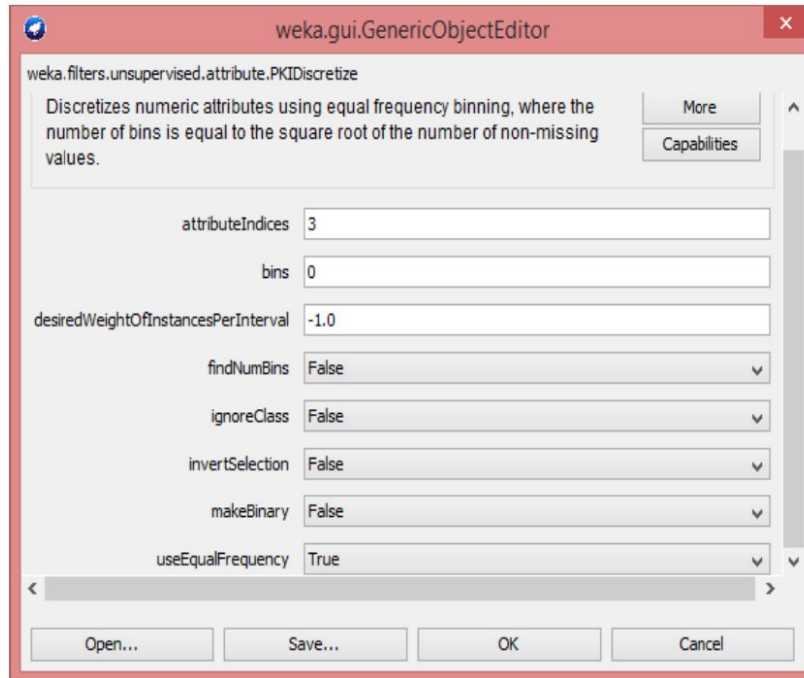 weka.gui.GenericObjectEditor
x
weka.filters.unsupervised.attribute.PKIDiscretize
Discretizes numeric attributes using equal frequency binning, where the
number of bins is equal to the square root of the number of non-missing
values.
More
Capabilities
attributeIndices 3
bins 0
desiredWeightOfInstancesPerInterval -1.0
findNumBins False
ignoreClass False
invertSelection False
makeBinary False
useEqualFrequency True
Open... Save... OK Cancel